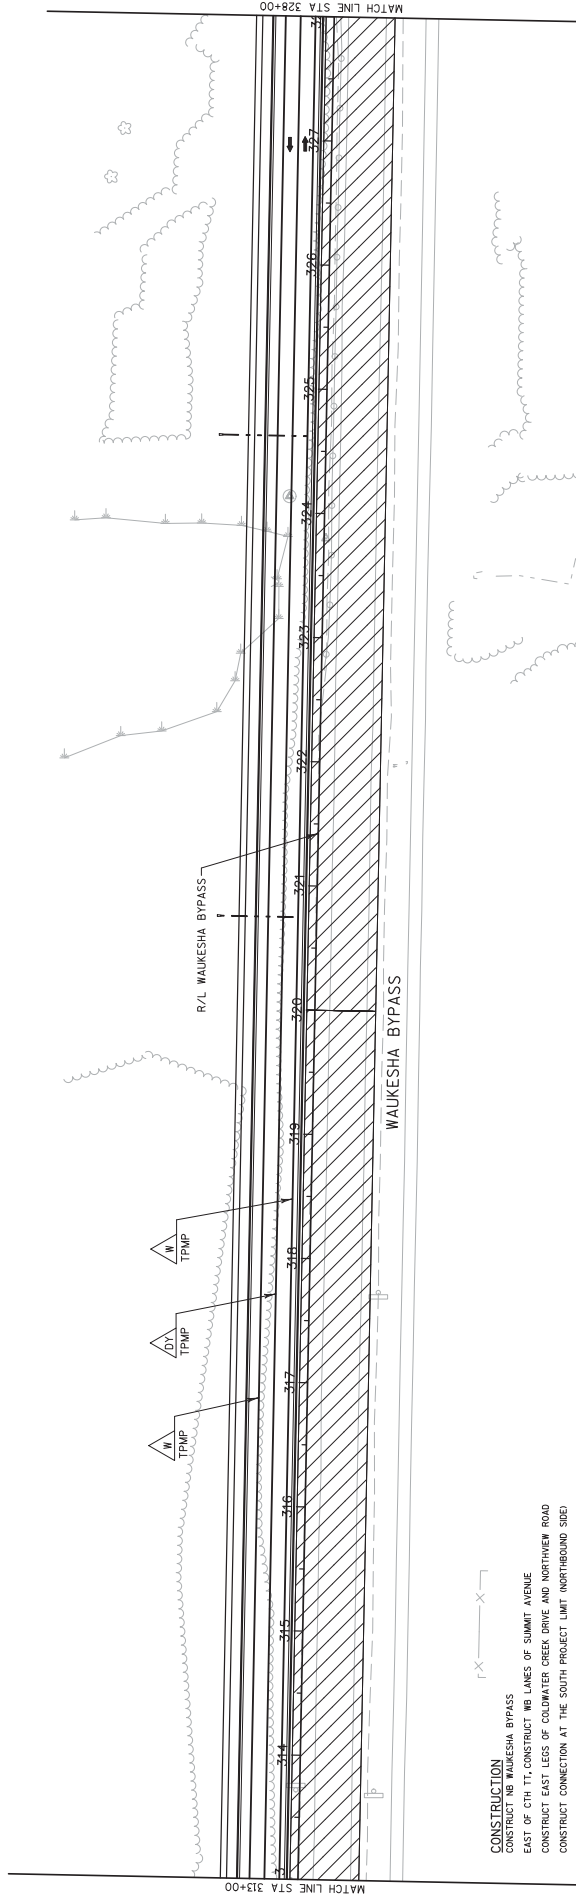 MATCH LINE STA 328+00
327
326
325
324
323
322
321
320
319
318
317
316
315
314
MATCH LINE STA 313+00
R/L WAUKESHA BYPASS
WAUKESHA BYPASS
W
TPMP
DY
TPMP
W
TPMP
CONSTRUCTION
CONSTRUCT NB WAUKESHA BYPASS
EAST OF CTH TT, CONSTRUCT WB LANES OF SUMMIT AVENUE
CONSTRUCT EAST LEGS OF COLDWATER CREEK DRIVE AND NORTHVIEW ROAD
CONSTRUCT CONNECTION AT THE SOUTH PROJECT LIMIT (NORTHBOUND SIDE)